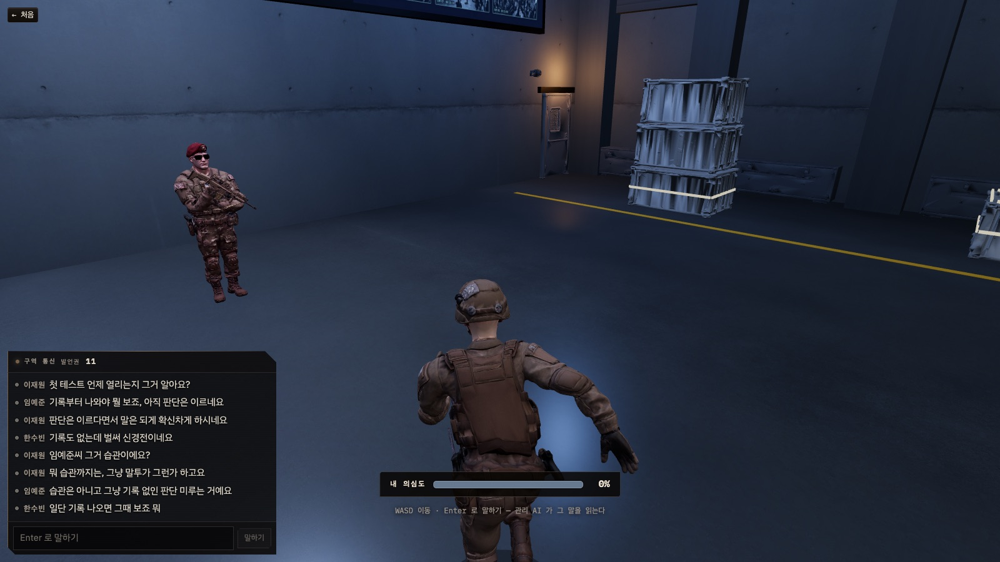 ← 처음
구역 통신 발언권 11
이재원 첫 테스트 언제 열리는지 그거 알아요?
임예준 기록부터 나와야 뭘 보죠, 아직 판단은 이르네요
이재원 판단은 이르다면서 말은 되게 확신차게 하시네요
한수빈 기록도 없는데 벌써 신경전이네요
이재원 임예준씨 그거 습관이에요?
이재원 뭐 습관까지는, 그냥 말투가 그런가 하고요
임예준 습관은 아니고 그냥 기록 없인 판단 미루는 거예요
한수빈 일단 기록 나오면 그때 보죠 뭐
Enter 로 말하기
말하기
내 의심도 0%
WASD 이동 · Enter 로 말하기 — 관리 AI 가 그 말을 읽는다